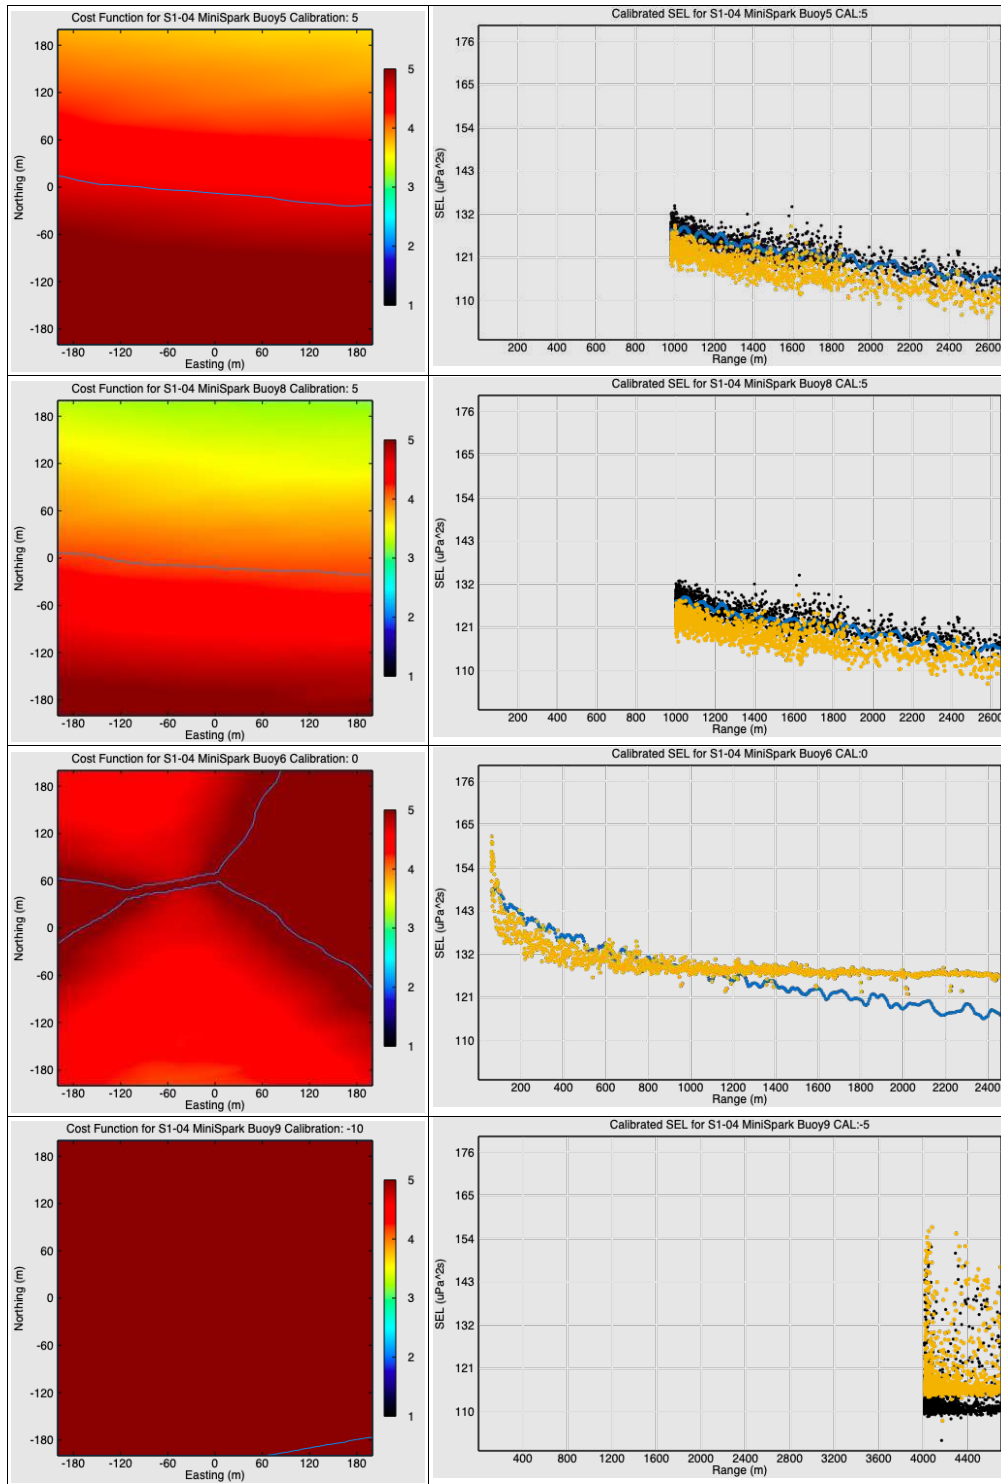 Cost Function for S1-04 MiniSpark Buoy5 Calibration: 5
180
120
60
0
-60
-120
-180
Northing (m)
-180 -120 -60 0 60 120 180
Easting (m)
5
4
3
2
1
Calibrated SEL for S1-04 MiniSpark Buoy5 CAL:5
176
165
154
143
132
121
110
SEL (uPa^2s)
200 400 600 800 1000 1200 1400 1600 1800 2000 2200 2400 2600
Range (m)
Cost Function for S1-04 MiniSpark Buoy8 Calibration: 5
180
120
60
0
-60
-120
-180
Northing (m)
-180 -120 -60 0 60 120 180
Easting (m)
5
4
3
2
1
Calibrated SEL for S1-04 MiniSpark Buoy8 CAL:5
176
165
154
143
132
121
110
SEL (uPa^2s)
200 400 600 800 1000 1200 1400 1600 1800 2000 2200 2400 2600
Range (m)
Cost Function for S1-04 MiniSpark Buoy6 Calibration: 0
180
120
60
0
-60
-120
-180
Northing (m)
-180 -120 -60 0 60 120 180
Easting (m)
5
4
3
2
1
Calibrated SEL for S1-04 MiniSpark Buoy6 CAL:0
176
165
154
143
132
121
110
SEL (uPa^2s)
200 400 600 800 1000 1200 1400 1600 1800 2000 2200 2400
Range (m)
Cost Function for S1-04 MiniSpark Buoy9 Calibration: -10
180
120
60
0
-60
-120
-180
Northing (m)
-180 -120 -60 0 60 120 180
Easting (m)
5
4
3
2
1
Calibrated SEL for S1-04 MiniSpark Buoy9 CAL:-5
176
165
154
143
132
121
110
SEL (uPa^2s)
400 800 1200 1600 2000 2400 2800 3200 3600 4000 4400
Range (m)